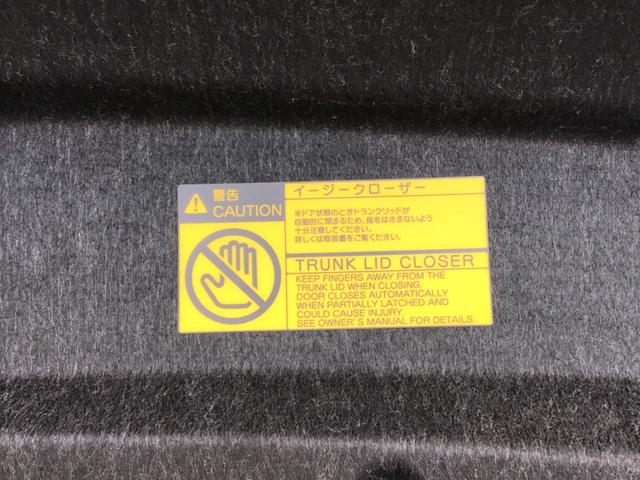 警告
CAUTION
イージークローザー
半ドア状態のときトランクリッドが
自動的に閉まるため、指をはさまないよう
十分注意してください。
詳しくは取扱書をご覧ください。
TRUNK LID CLOSER
KEEP FINGERS AWAY FROM THE
TRUNK LID WHEN CLOSING.
DOOR CLOSES AUTOMATICALLY
WHEN PARTIALLY LATCHED AND
COULD CAUSE INJURY.
SEE OWNER'S MANUAL FOR DETAILS.